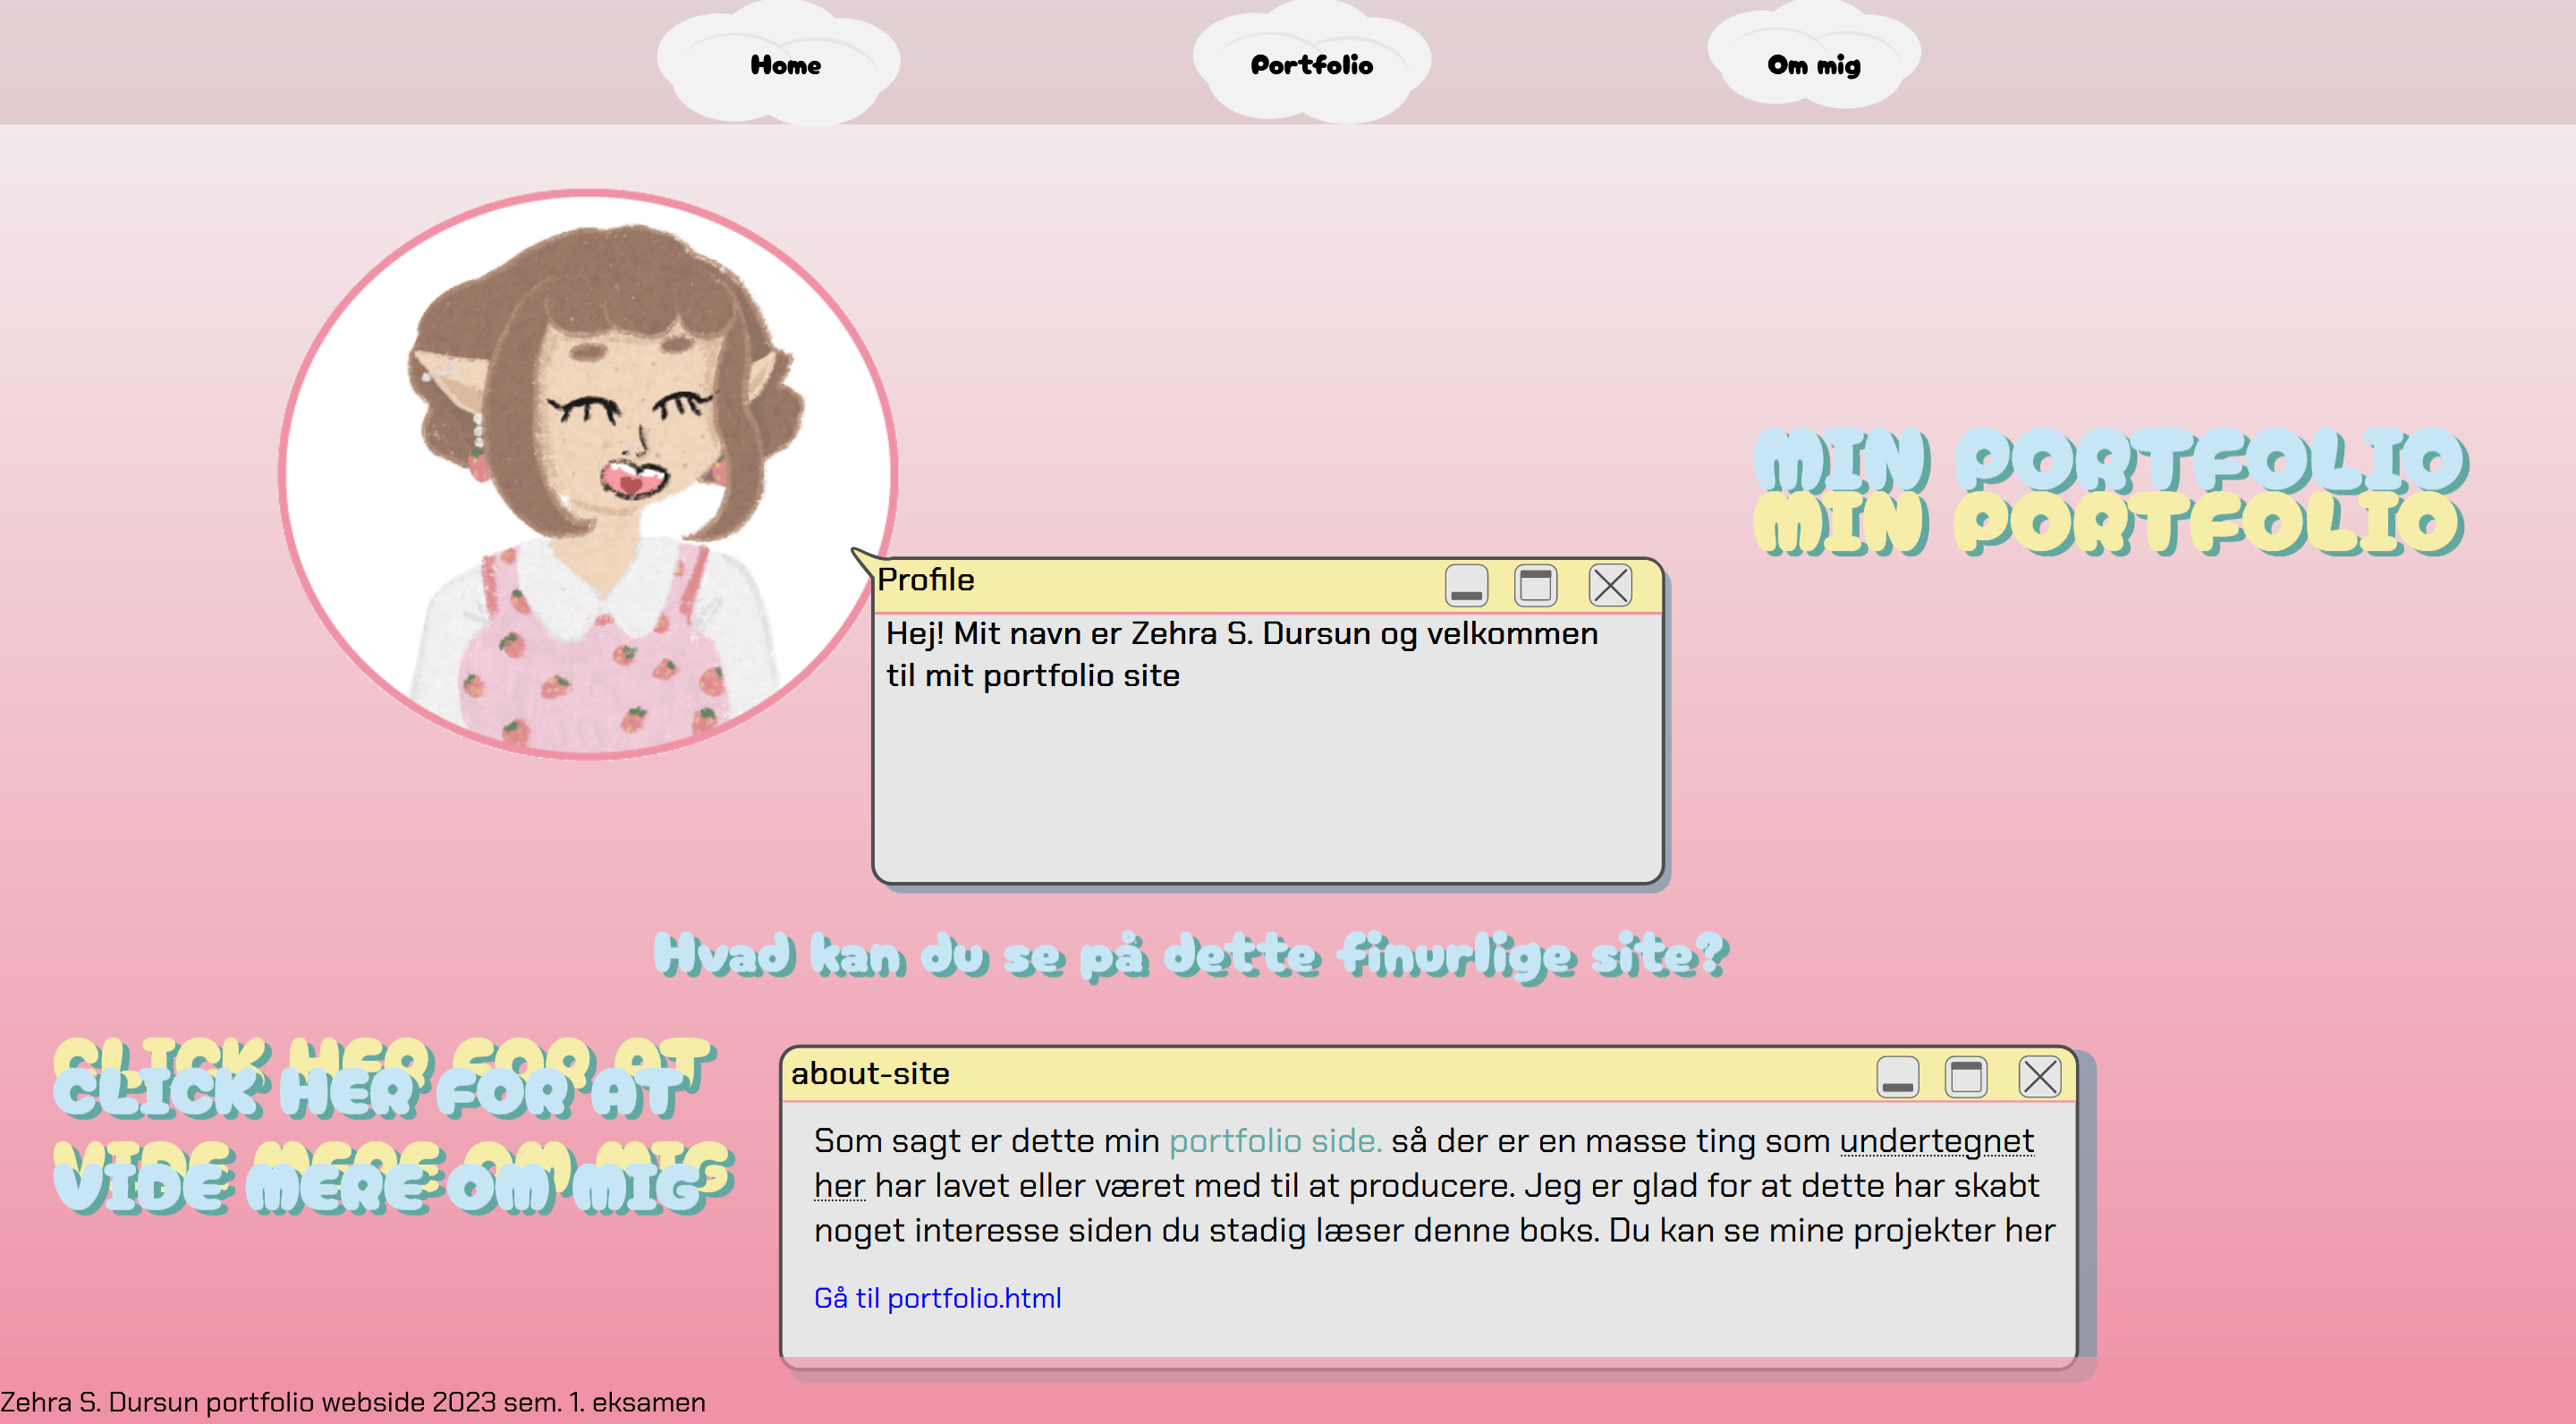 Home
Portfolio
Om mig
MIN PORTFOLIO
MIN PORTFOLIO
Profile
Hej! Mit navn er Zehra S. Dursun og velkommen
til mit portfolio site
Hvad kan du se på dette finurlige site?
CLICK HER FOR AT
CLICK HER FOR AT
VIDE MERE OM MIG
VIDE MERE OM MIG
about-site
Som sagt er dette min portfolio side. så der er en masse ting som undertegnet
her har lavet eller været med til at producere. Jeg er glad for at dette har skabt
noget interesse siden du stadig læser denne boks. Du kan se mine projekter her
Gå til portfolio.html
Zehra S. Dursun portfolio webside 2023 sem. 1. eksamen